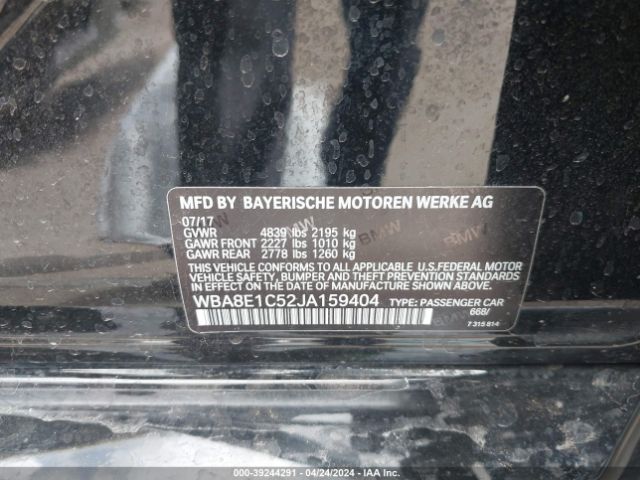 MFD BY BAYERISCHE MOTOREN WERKE AG
07/17
GVWR 4839 lbs 2195 kg
GAWR FRONT 2227 lbs 1010 kg
GAWR REAR 2778 lbs 1260 kg
THIS VEHICLE CONFORMS TO ALL APPLICABLE U.S.FEDERAL MOTOR
VEHICLE SAFETY, BUMPER AND THEFT PREVENTION STANDARDS
IN EFFECT ON THE DATE OF MANUFACTURE SHOWN ABOVE.
WBA8E1C52JA159404 TYPE: PASSENGER CAR
668/
7 315 814
000-39244291 - 04/24/2024 - IAA Inc.